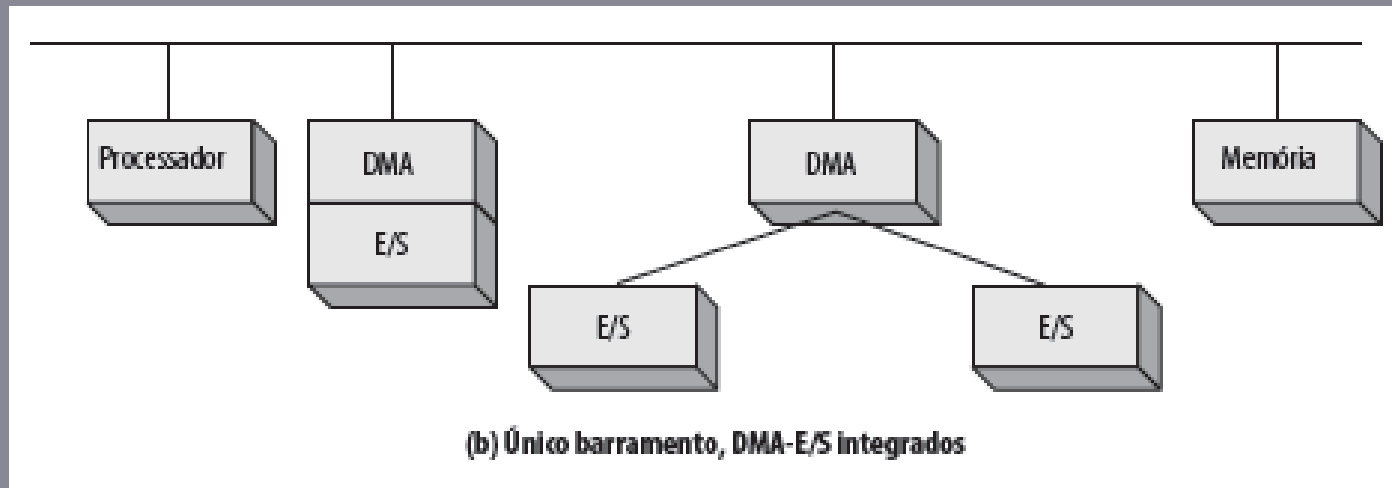 Processador
DMA
E/S
DMA
E/S
E/S
Memória
(b) Único barramento, DMA-E/S integrados